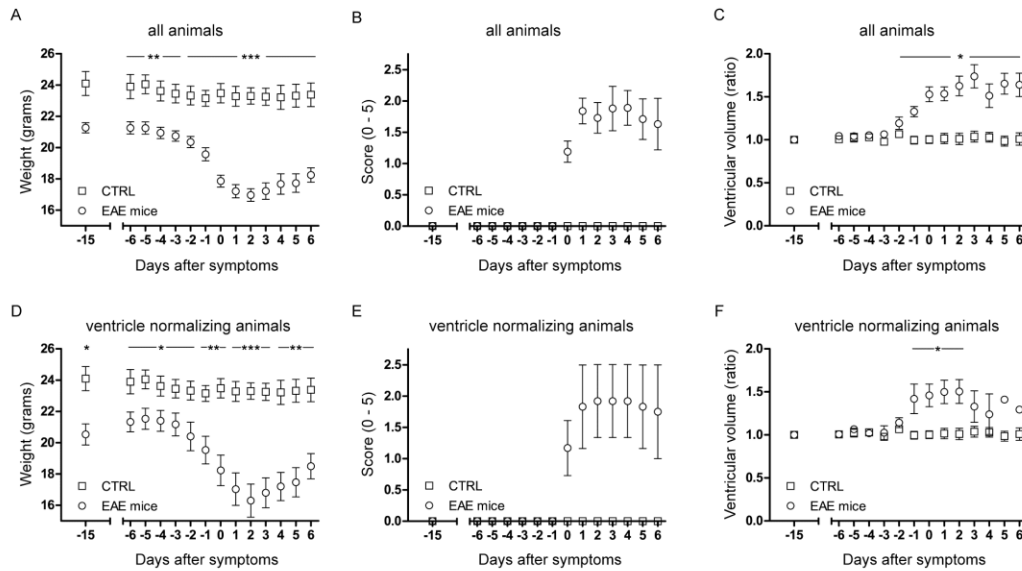 A
all animals
** ***
Weight (grams)
26
24
22
20
18
16
CTRL
EAE mice
-15 -6 -5 -4 -3 -2 -1 0 1 2 3 4 5 6
Days after symptoms
B
all animals
Score (0 - 5)
2.5
2.0
1.5
1.0
0.5
0.0
CTRL
EAE mice
-15 -6 -5 -4 -3 -2 -1 0 1 2 3 4 5 6
Days after symptoms
C
all animals
*
Ventricular volume (ratio)
2.0
1.5
1.0
0.5
0.0
CTRL
EAE mice
-15 -6 -5 -4 -3 -2 -1 0 1 2 3 4 5 6
Days after symptoms
D
ventricle normalizing animals
* * ** *** **
Weight (grams)
26
24
22
20
18
16
CTRL
EAE mice
-15 -6 -5 -4 -3 -2 -1 0 1 2 3 4 5 6
Days after symptoms
E
ventricle normalizing animals
Score (0 - 5)
2.5
2.0
1.5
1.0
0.5
0.0
CTRL
EAE mice
-15 -6 -5 -4 -3 -2 -1 0 1 2 3 4 5 6
Days after symptoms
F
ventricle normalizing animals
*
Ventricular volume (ratio)
2.0
1.5
1.0
0.5
0.0
CTRL
EAE mice
-15 -6 -5 -4 -3 -2 -1 0 1 2 3 4 5 6
Days after symptoms